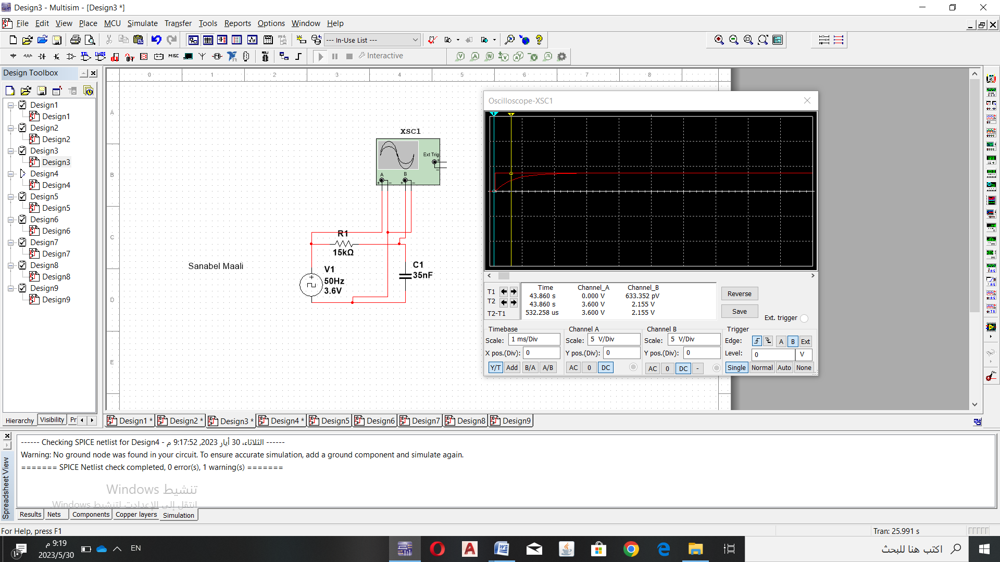 Design3 - Multisim - [Design3 *]
File Edit View Place MCU Simulate Transfer Tools Reports Options Window Help
--- In-Use List ---
MISC
Interactive
Design Toolbox
Design1
Design1
Design2
Design2
Design3
Design3
Design4
Design4
Design5
Design5
Design6
Design6
Design7
Design7
Design8
Design8
Design9
Design9
Hierarchy Visibility Pr
0 1 2 3 4 5 6 7 8
A
B
C
D
E
XSC1
Ext Trig
A B
R1
15kΩ
Sanabel Maali
V1
50Hz
3.6V
C1
35nF
Oscilloscope-XSC1
Time Channel_A Channel_B
T1 43.860 s 0.000 V 633.352 pV
T2 43.860 s 3.600 V 2.155 V
T2-T1 532.258 us 3.600 V 2.155 V
Reverse
Save
Ext. trigger
Timebase Channel A Channel B Trigger
Scale: 1 ms/Div Scale: 5 V/Div Scale: 5 V/Div Edge: A B Ext
X pos.(Div): 0 Y pos.(Div): 0 Y pos.(Div): 0 Level: 0 V
Y/T Add B/A A/B AC 0 DC AC 0 DC - Single Normal Auto None
Design1 * Design2 * Design3 * Design4 * Design5 Design6 Design7 Design8 Design9
------ Checking SPICE netlist for Design4 - الثلاثاء، 30 أيار 2023, 9:17:52 م ------
Warning: No ground node was found in your circuit. To ensure accurate simulation, add a ground component and simulate again.
======= SPICE Netlist check completed, 0 error(s), 1 warning(s) =======
تنشيط Windows
انتقل إلى الإعدادت لتنشيط Windows
Spreadsheet View
Results Nets Components Copper layers Simulation
For Help, press F1
Tran: 25.991 s
9:19 م
2023/5/30
EN
اكتب هنا للبحث